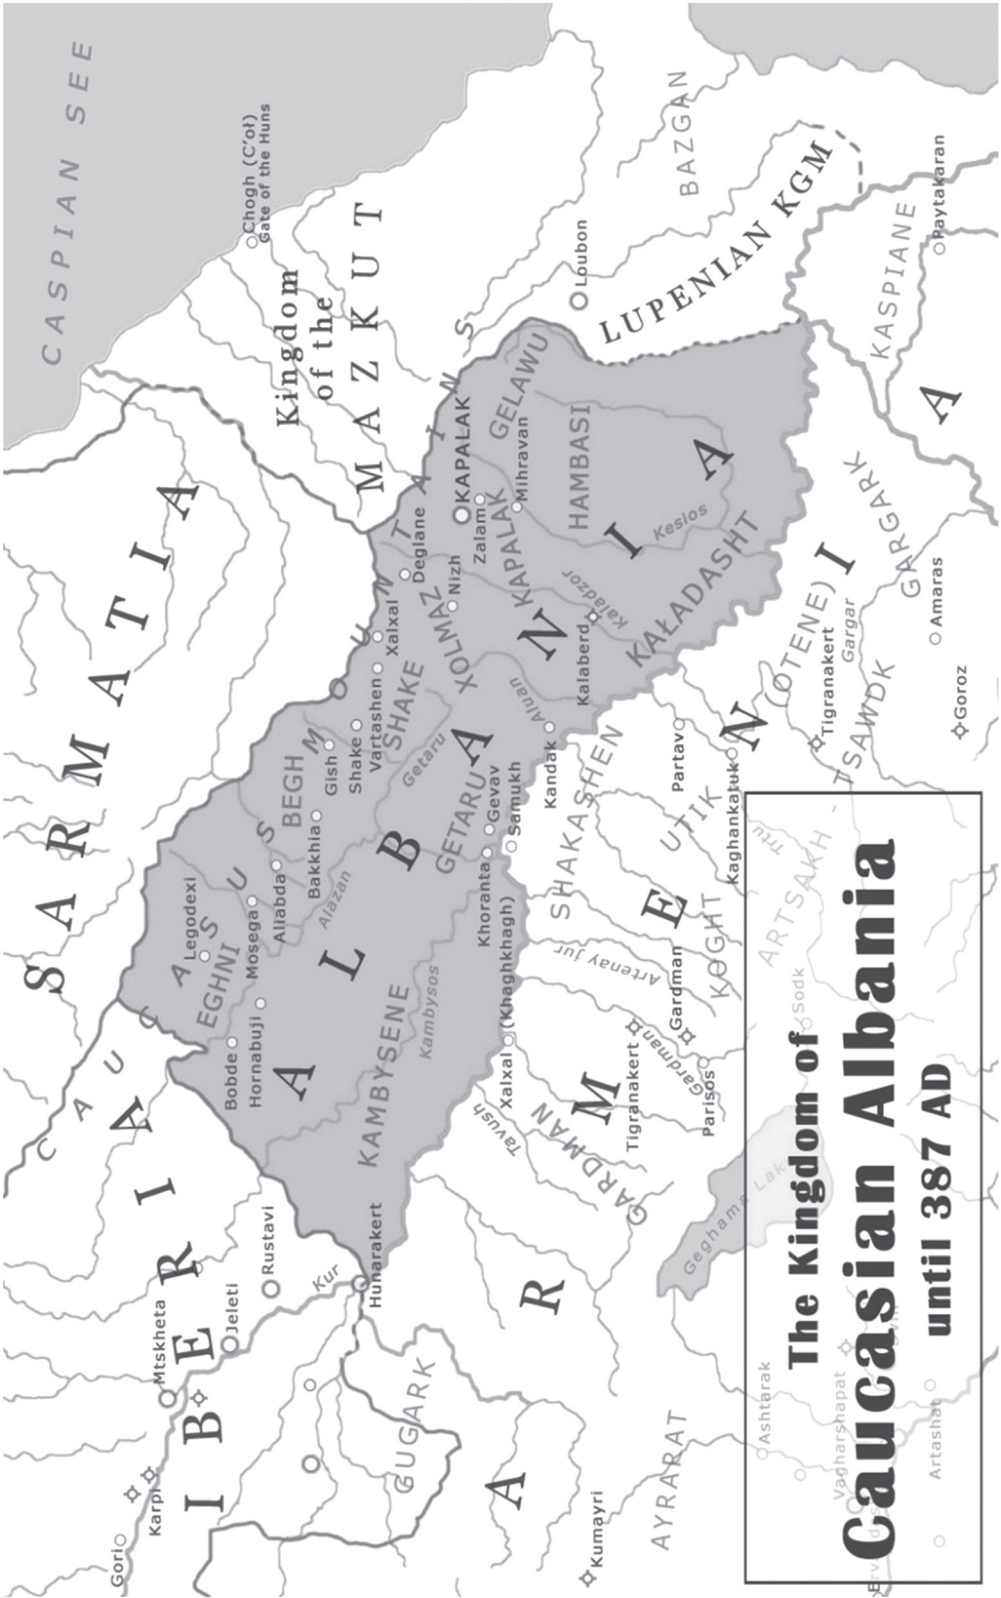 CASPIAN SEE
SARMATIA
CAUCASUS MOUNTAINS
Chogh (C'oł)
Gate of the Huns
Kingdom
of the
MAZKUT
BAZGAN
LUPENIAN KGM
Loubon
Paytakaran
KASPIANE
IBERIA
Gori
Karpi
Mtskheta
Jeleti
Rustavi
Kur
Hunarakert
ALBANIA
Legodexi
EGHNI
Bobde
Hornabuji
Mosega
Aliabda
Bakkhia
BEGH
Gish
Shake
Vartashen
SHAKE
Xalxal
Deglane
Nizh
XOLMAZ
KAPALAK
Zalam
KAPALAK
Mihravan
GELAWU
HAMBASI
Kesios
Kaladzor
KAŁADASHT
Kalaberd
Aluan
Getaru
GETARU
Alazan
Gevav
Khoranta
Samukh
Kandak
KAMBYSENE
Kambysos
Xalxal (Khaghkhagh)
ARMENIA
SHAKASHEN
Partav
UTIK
Kaghankatuk
(OTENE)
Tigranakert
Gargar
GARGARK
Amaras
TSAWDK
Goroz
ARTSAKH -
Trtu
KOGHT
Artenay jur
Gardman
Gardman
Tigranakert
Parisos
Tavush
GARDMAN
Sodk
Geghama Lake
GUGARK
AYRARAT
Kumayri
Ashtarak
Vagharshapat
Artashat
The Kingdom of
Caucasian Albania
until 387 AD